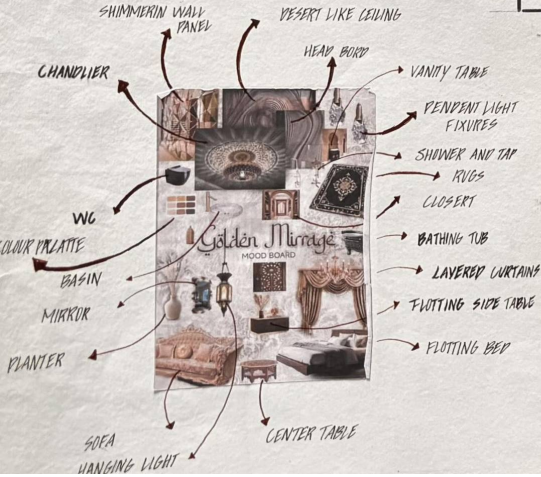 SHIMMERIN WALL
PANEL
DESERT LIKE CEILING
HEAD BORD
CHANDLIER
VANITY TABLE
PENDENT LIGHT
FIXTURES
SHOWER AND TAP
RUGS
CLOSERT
WC
COLOUR PALATTE
Golden Mirrage
MOOD BOARD
BATHING TUB
BASIN
LAYERED CURTAINS
MIRROR
FLOTTING SIDE TABLE
PLANTER
FLOTTING BED
SOFA
CENTER TABLE
HANGING LIGHT